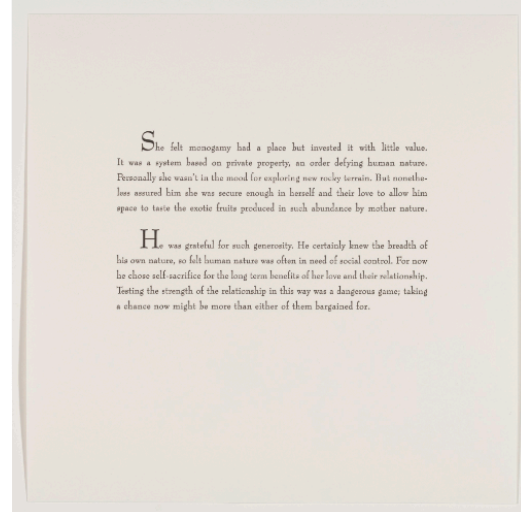 She felt monogamy had a place but invested it with little value.
It was a system based on private property, an order defying human nature.
Personally she wasn't in the mood for exploring new rocky terrain. But nonethe-
less assured him she was secure enough in herself and their love to allow him
space to taste the exotic fruits produced in such abundance by mother nature.
He was grateful for such generosity. He certainly knew the breadth of
his own nature, so felt human nature was often in need of social control. For now
he chose self-sacrifice for the long term benefits of her love and their relationship.
Testing the strength of the relationship in this way was a dangerous game; taking
a chance now might be more than either of them bargained for.